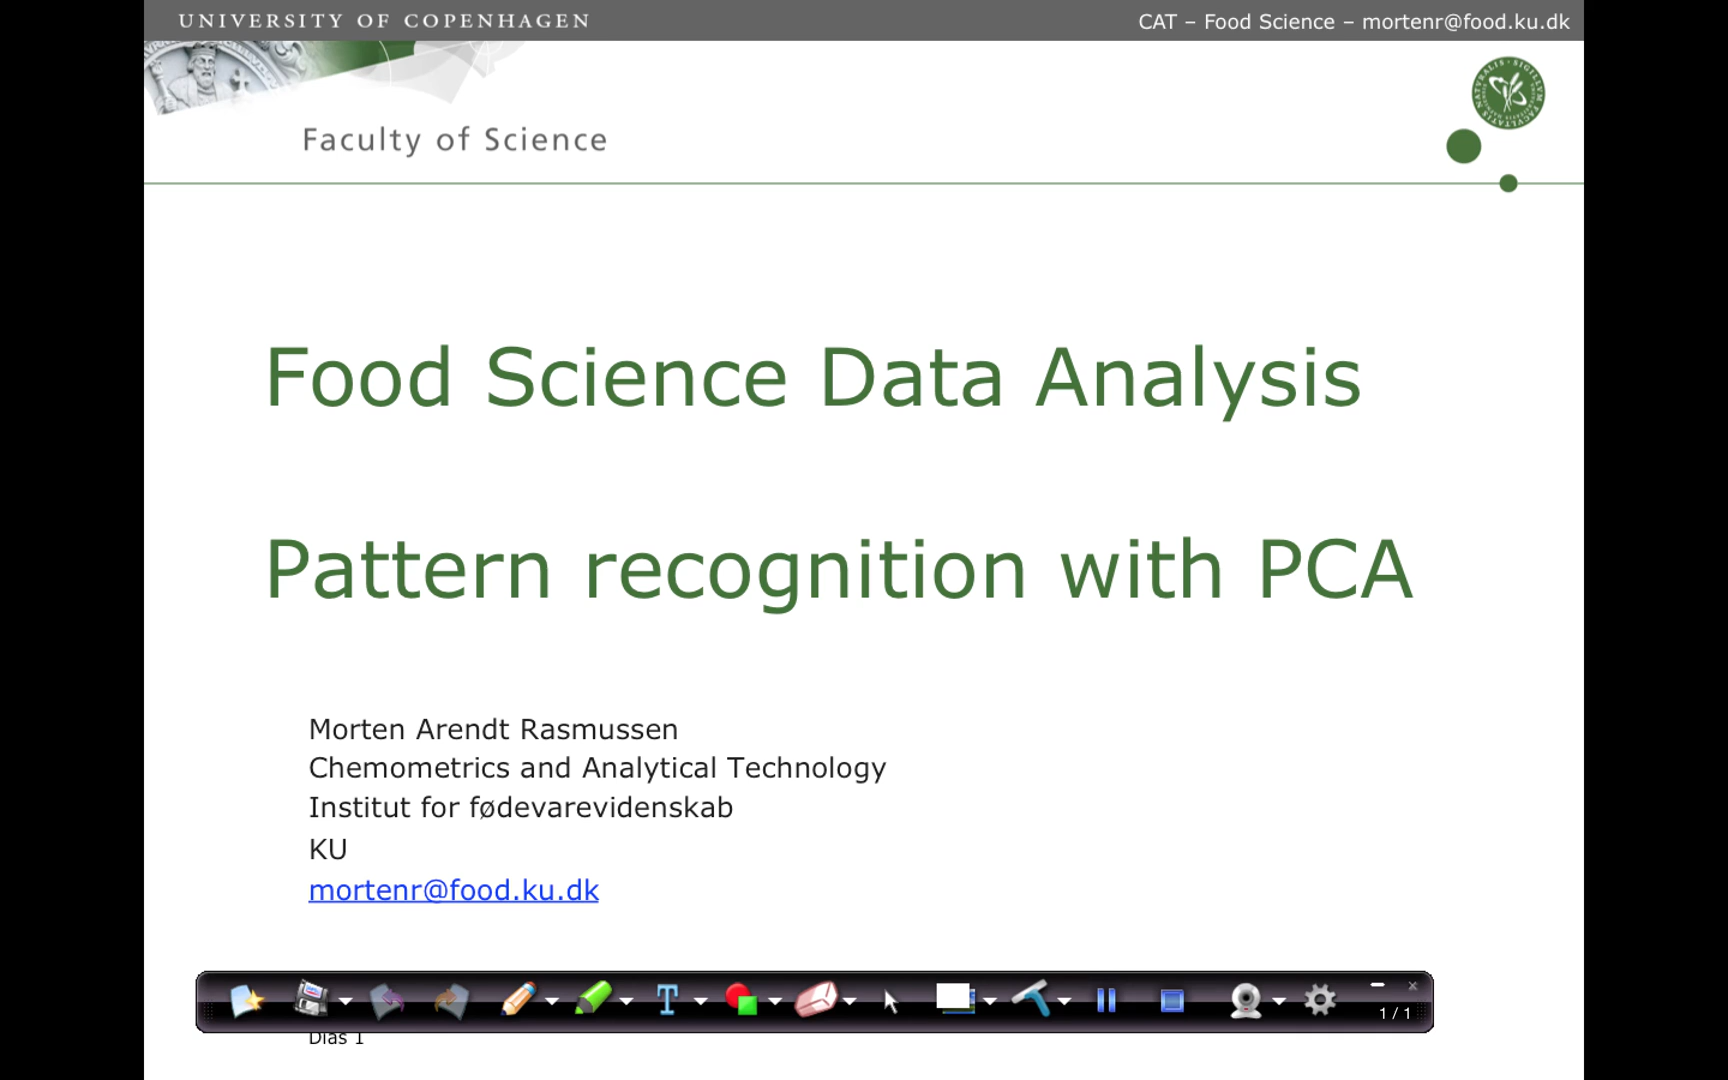 UNIVERSITY OF COPENHAGEN
CAT – Food Science – mortenr@food.ku.dk
Faculty of Science
Food Science Data Analysis
Pattern recognition with PCA
Morten Arendt Rasmussen
Chemometrics and Analytical Technology
Institut for fødevarevidenskab
KU
mortenr@food.ku.dk
T
1 / 1
Dias 1